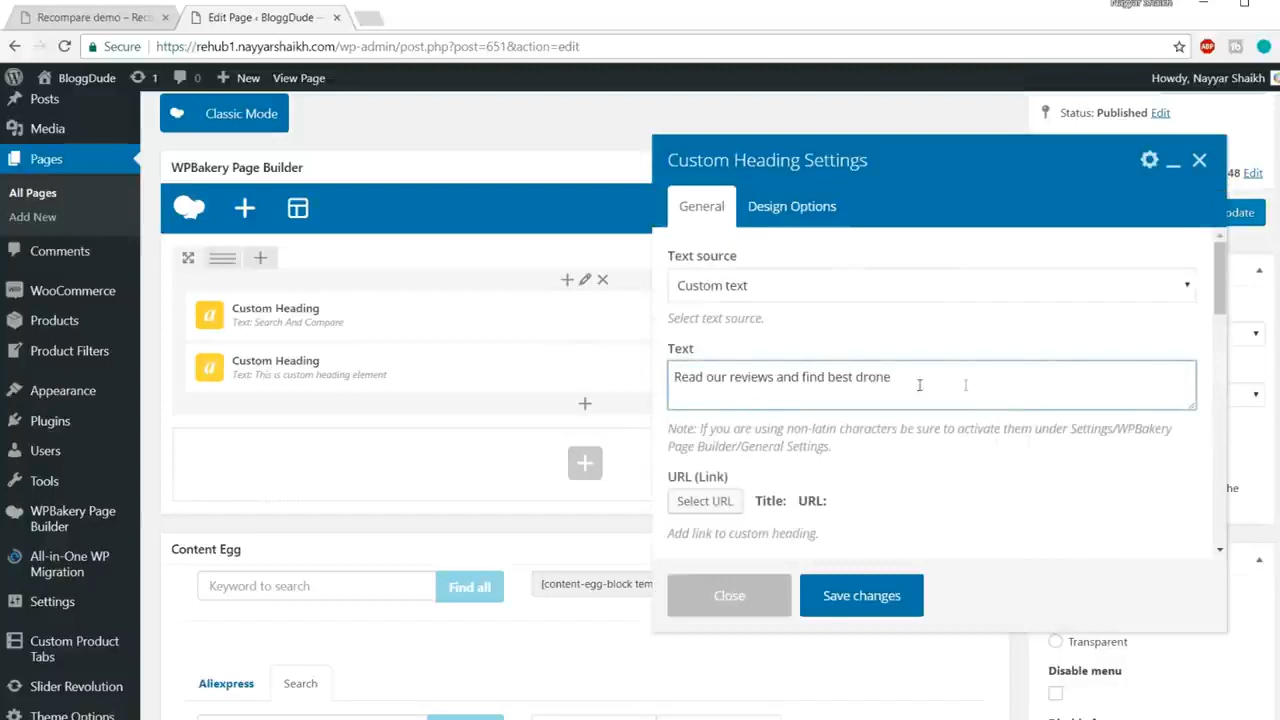 Nayyar Shaikh
Recompare demo – Reco
Edit Page ‹ BloggDude —
Secure
https://rehub1.nayyarshaikh.com/wp-admin/post.php?post=651&action=edit
ABP
BloggDude
1
0
New
View Page
Howdy, Nayyar Shaikh
Posts
Media
Pages
All Pages
Add New
Comments
WooCommerce
Products
Product Filters
Appearance
Plugins
Users
Tools
WPBakery Page
Builder
All-in-One WP
Migration
Settings
Custom Product
Tabs
Slider Revolution
Theme Options
Classic Mode
WPBakery Page Builder
Custom Heading
Text: Search And Compare
Custom Heading
Text: This is custom heading element
Content Egg
Keyword to search
Find all
[content-egg-block tem
Aliexpress
Search
Custom Heading Settings
General
Design Options
Text source
Custom text
Select text source.
Text
Read our reviews and find best drone
Note: If you are using non-latin characters be sure to activate them under Settings/WPBakery
Page Builder/General Settings.
URL (Link)
Select URL
Title: URL:
Add link to custom heading.
Close
Save changes
Status: Published Edit
48 Edit
date
he
Transparent
Disable menu